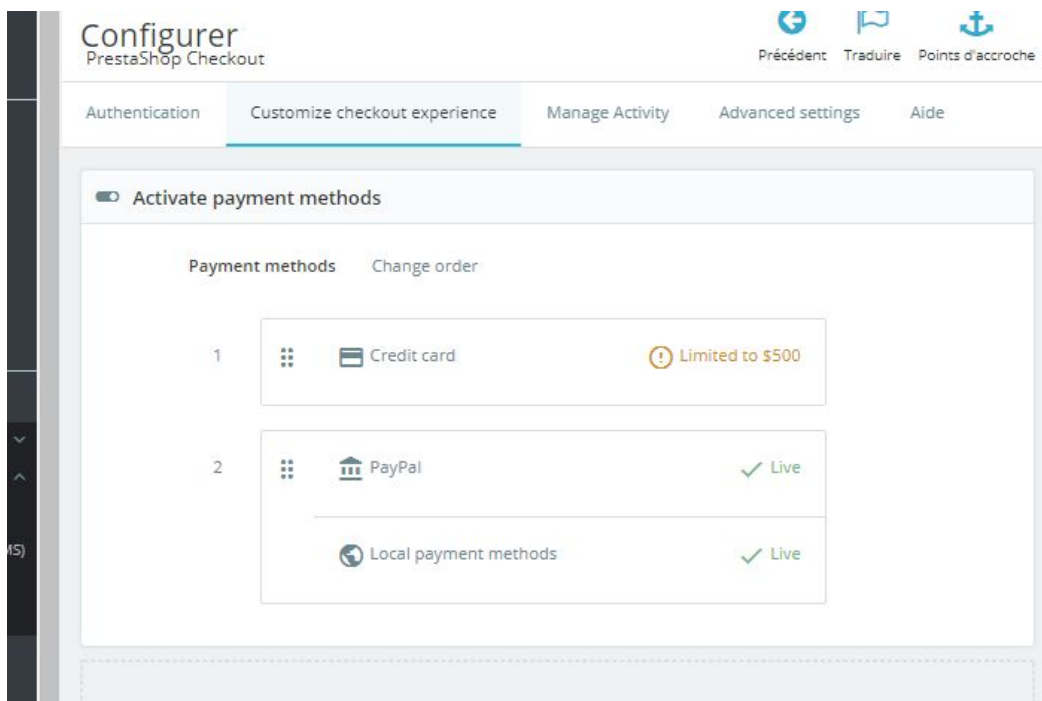 Configurer
PrestaShop Checkout
Précédent Traduire Points d'accroche
Authentication Customize checkout experience Manage Activity Advanced settings Aide
Activate payment methods
Payment methods Change order
1 Credit card Limited to $500
2 PayPal Live
Local payment methods Live